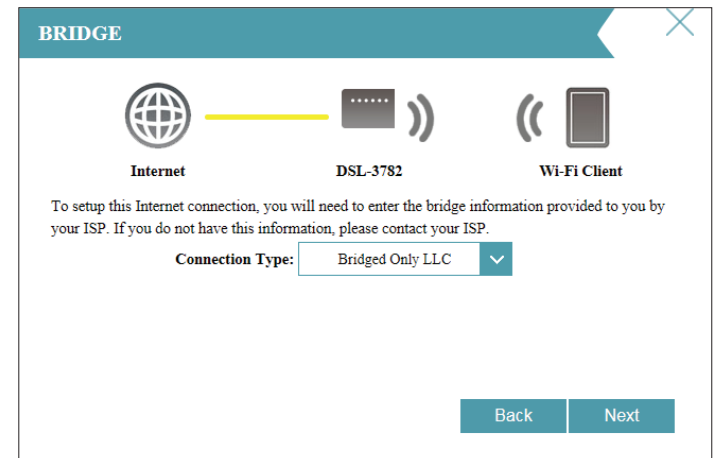 BRIDGE
Internet
DSL-3782
Wi-Fi Client
To setup this Internet connection, you will need to enter the bridge information provided to you by
your ISP. If you do not have this information, please contact your ISP.
Connection Type: Bridged Only LLC
Back
Next